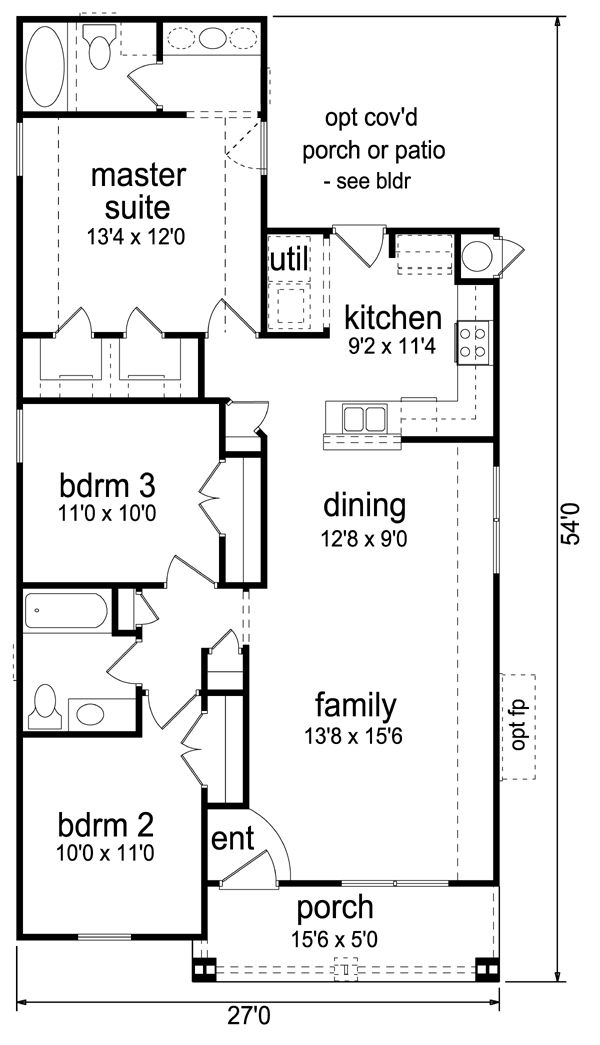 opt cov'd
porch or patio
- see bldr
master
suite
13'4 x 12'0
util
kitchen
9'2 x 11'4
bdrm 3
11'0 x 10'0
dining
12'8 x 9'0
54'0
family
13'8 x 15'6
opt fp
bdrm 2
10'0 x 11'0
ent
porch
15'6 x 5'0
27'0